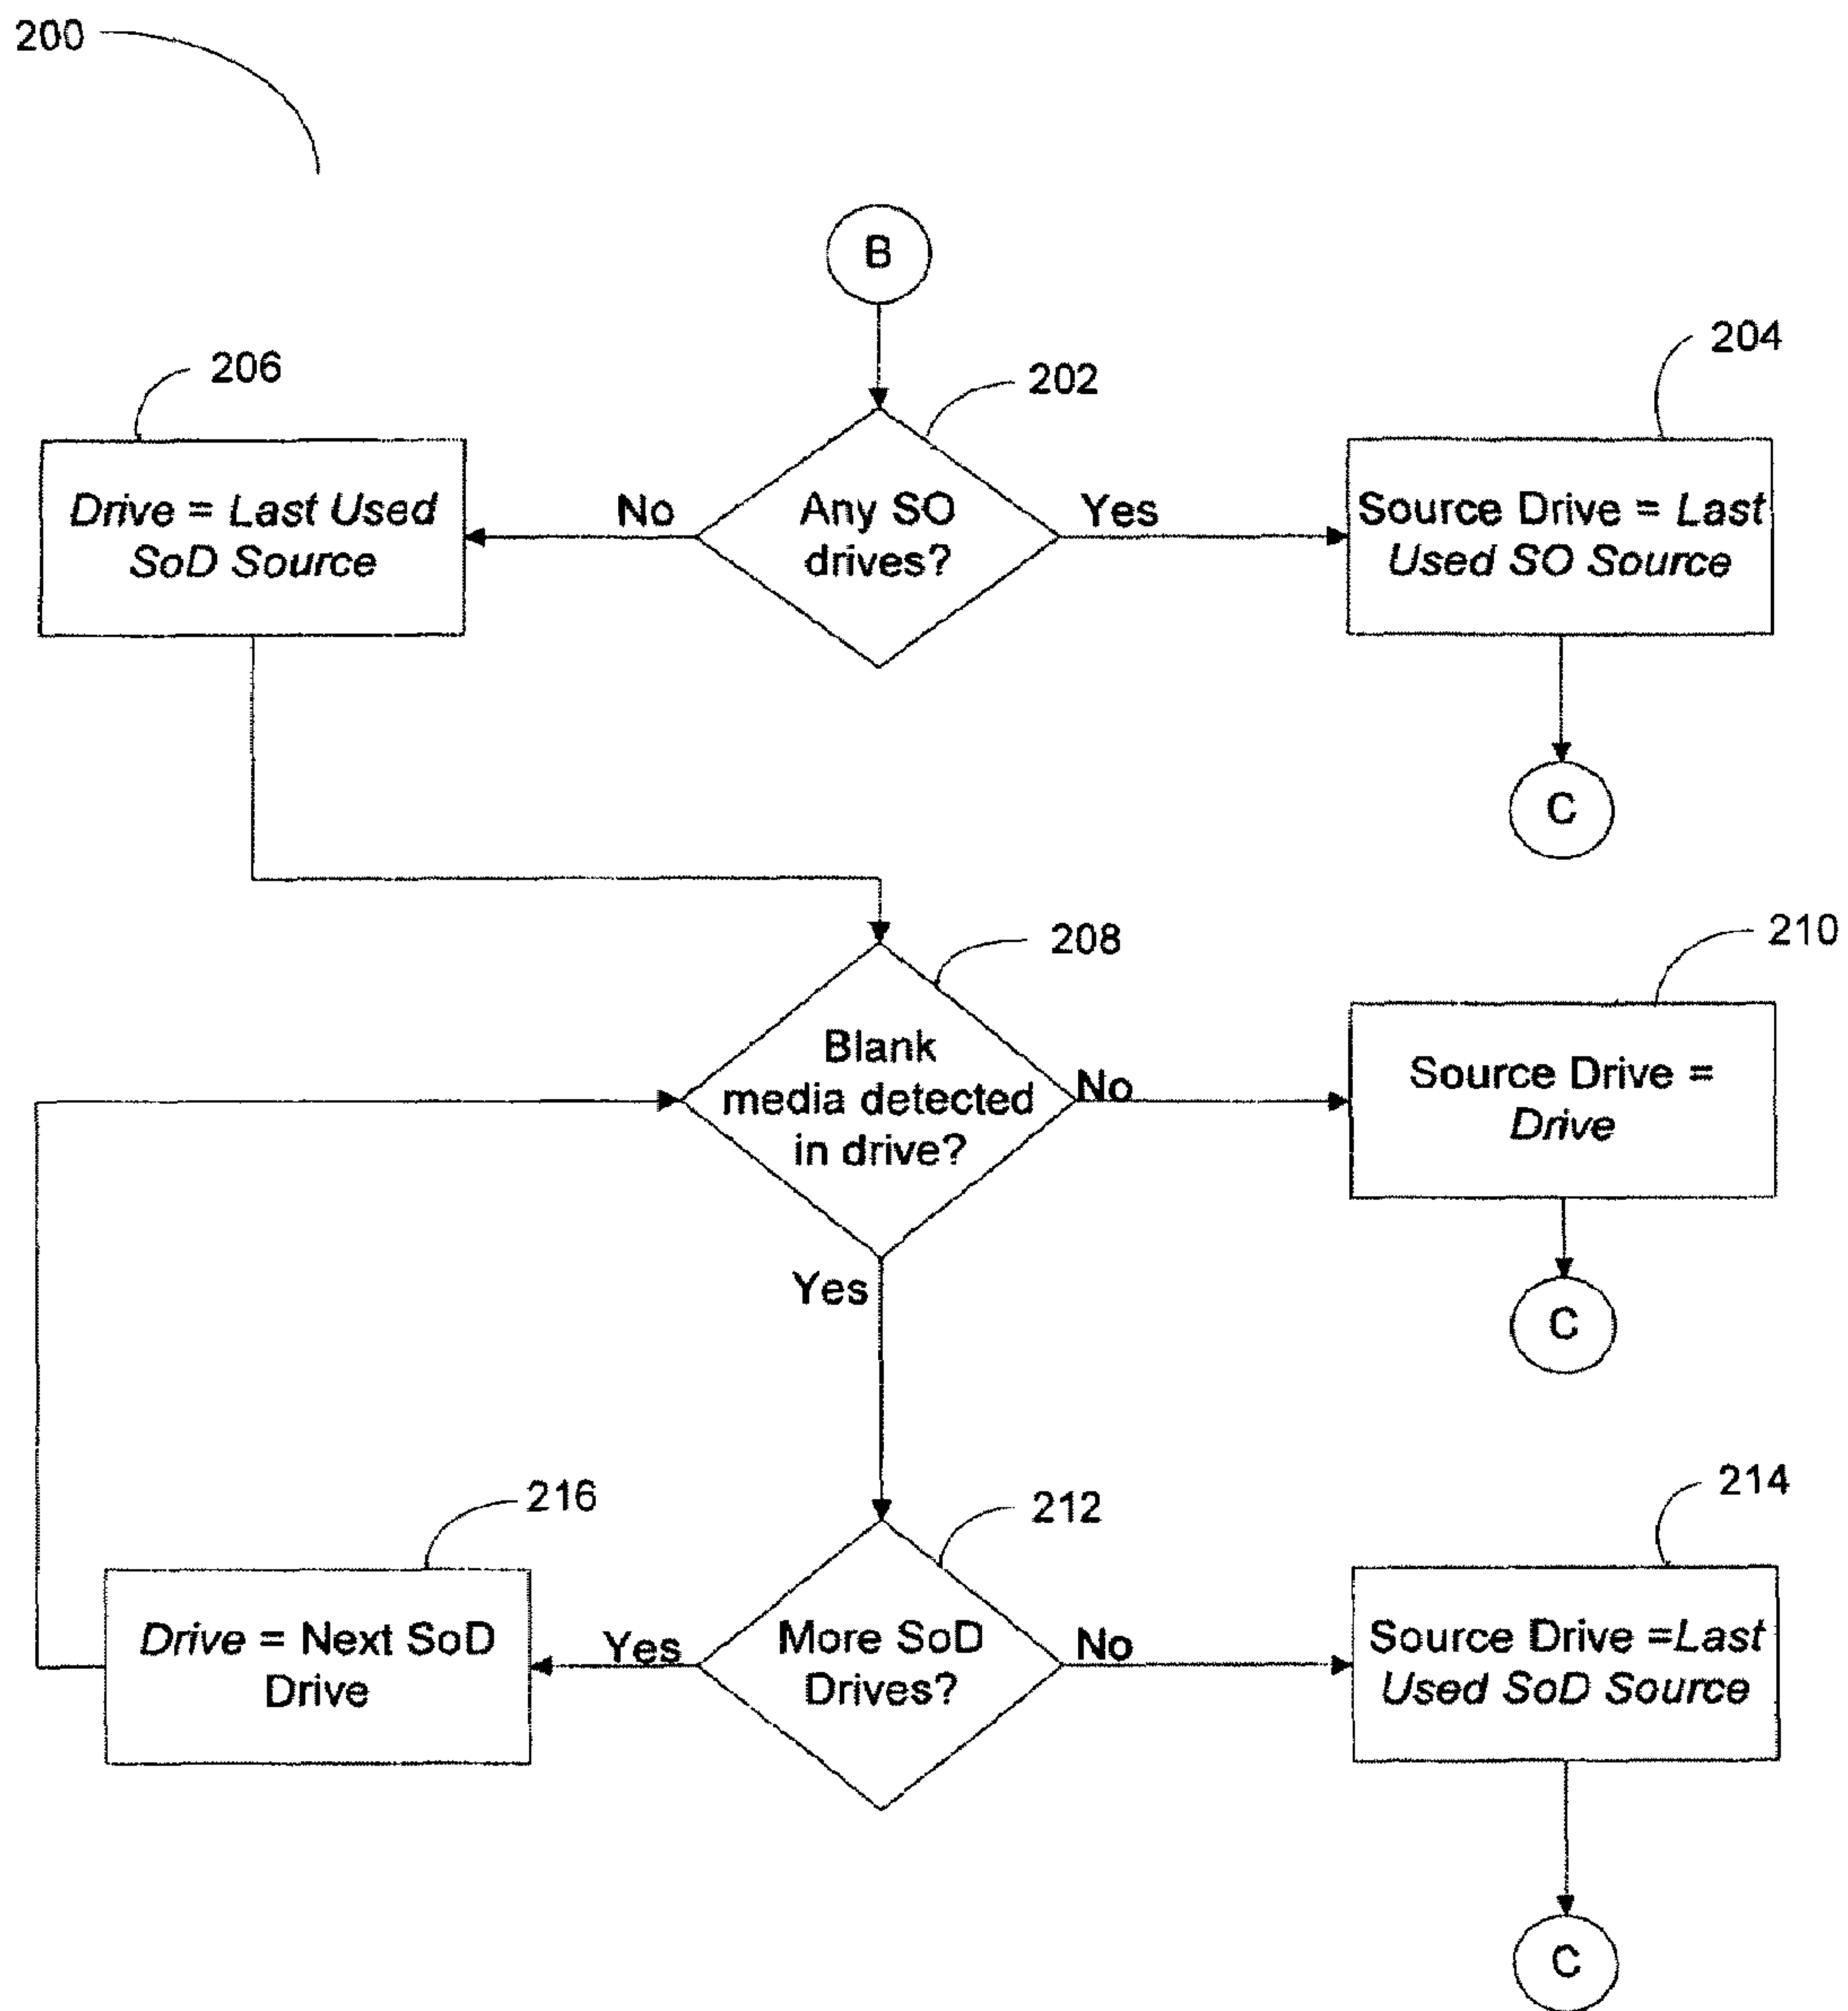 200
B
202
204
206
Drive = Last Used
SoD Source
No
Any SO
drives?
Yes
Source Drive = Last
Used SO Source
C
208
210
Blank
media detected
in drive?
No
Source Drive =
Drive
Yes
C
216
212
214
Drive = Next SoD
Drive
Yes
More SoD
Drives?
No
Source Drive =Last
Used SoD Source
C